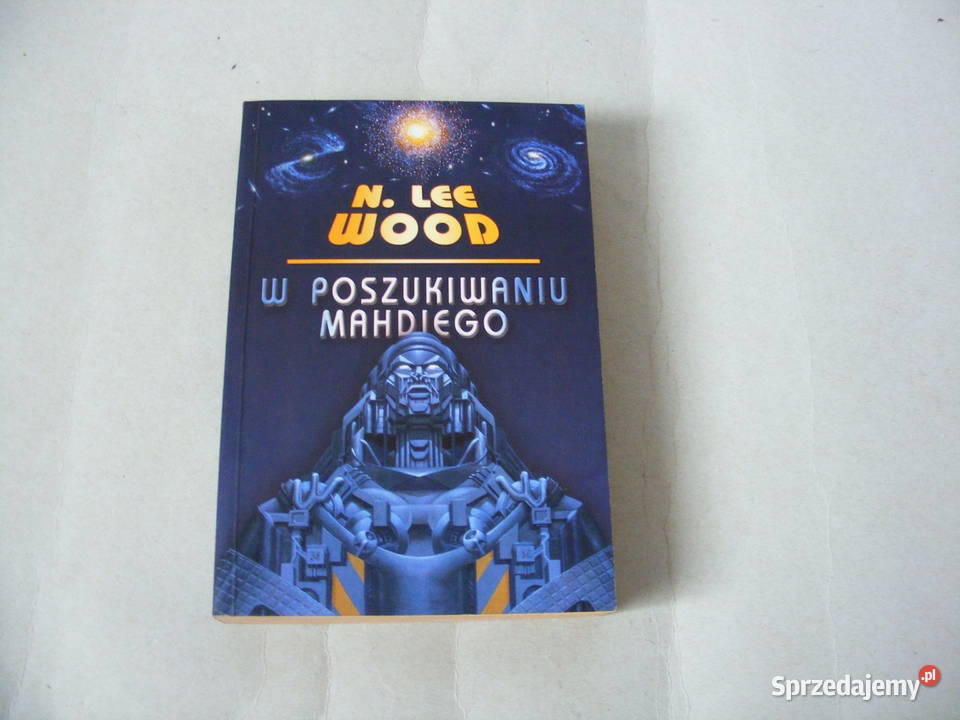 N. LEE
WOOD
W POSZUKIWANIU
MAHDIEGO
Sprzedajemy.pl